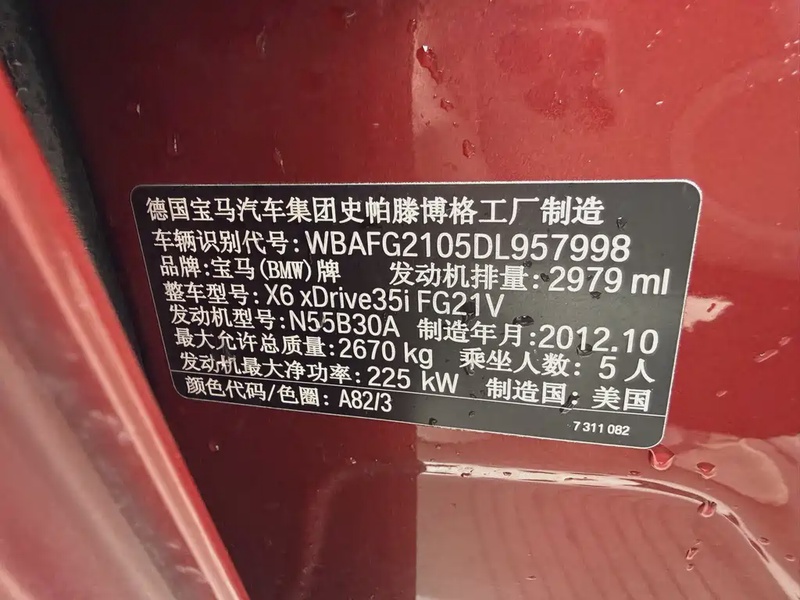 德国宝马汽车集团史帕滕博格工厂制造
车辆识别代号:WBAFG2105DL957998
品牌:宝马(BMW)牌 发动机排量:2979 ml
整车型号:X6 xDrive35i FG21V
发动机型号:N55B30A 制造年月:2012.10
最大允许总质量:2670 kg 乘坐人数:5人
发动机最大净功率:225 kW 制造国:美国
颜色代码/色圈:A82/3
7 311 082